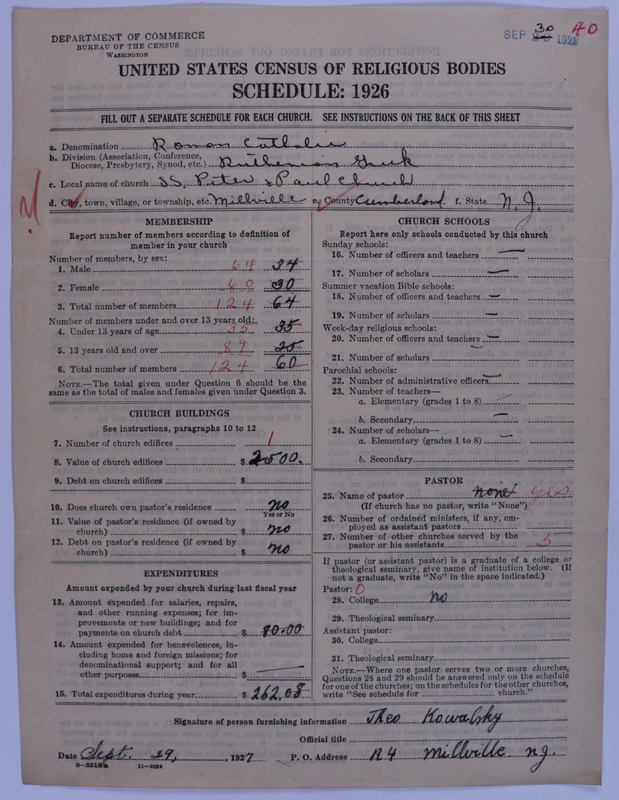 DEPARTMENT OF COMMERCE
BUREAU OF THE CENSUS
WASHINGTON
SEP 30 192
40
UNITED STATES CENSUS OF RELIGIOUS BODIES
SCHEDULE: 1926
FILL OUT A SEPARATE SCHEDULE FOR EACH CHURCH. SEE INSTRUCTIONS ON THE BACK OF THIS SHEET
a. Denomination Roman Catholic
b. Division (Association, Conference, Diocese, Presbytery, Synod, etc.) Ruthenian Greek
c. Local name of church SS. Peter & Paul Church
d. City, town, village, or township, etc. Millville e. County Cumberland f. State N. J.
MEMBERSHIP
Report number of members according to definition of
member in your church
Number of members, by sex:
1. Male 64 34
2. Female 60 30
3. Total number of members 124 64
Number of members under and over 13 years old:
4. Under 13 years of age 35 35
5. 13 years old and over 89 25
6. Total number of members 124 60
NOTE.—The total given under Question 6 should be the
same as the total of males and females given under Question 3.
CHURCH BUILDINGS
See instructions, paragraphs 10 to 12
7. Number of church edifices 1
8. Value of church edifices $ 2500.
9. Debt on church edifices $
10. Does church own pastor's residence no
Yes or No
11. Value of pastor's residence (if owned by
church) $ no
12. Debt on pastor's residence (if owned by
church) $ no
EXPENDITURES
Amount expended by your church during last fiscal year
13. Amount expended for salaries, repairs,
and other running expenses; for im-
provements or new buildings; and for
payments on church debt $ 80.00
14. Amount expended for benevolences, in-
cluding home and foreign missions; for
denominational support; and for all
other purposes $
15. Total expenditures during year $ 262.08
CHURCH SCHOOLS
Report here only schools conducted by this church
Sunday schools:
16. Number of officers and teachers —
17. Number of scholars —
Summer vacation Bible schools:
18. Number of officers and teachers —
19. Number of scholars —
Week-day religious schools:
20. Number of officers and teachers —
21. Number of scholars —
Parochial schools:
22. Number of administrative officers —
23. Number of teachers—
a. Elementary (grades 1 to 8) —
b. Secondary —
24. Number of scholars—
a. Elementary (grades 1 to 8) —
b. Secondary
PASTOR
25. Name of pastor none yes
(If church has no pastor, write "None")
26. Number of ordained ministers, if any, em-
ployed as assistant pastors
27. Number of other churches served by the
pastor or his assistants 5
If pastor (or assistant pastor) is a graduate of a college or
theological seminary, give name of institution below. (If
not a graduate, write "No" in the space indicated.)
Pastor: 0
28. College no
29. Theological seminary
Assistant pastor:
30. College
31. Theological seminary
NOTE.—Where one pastor serves two or more churches,
Questions 28 and 29 should be answered only on the schedule
for one of the churches; on the schedules for the other churches,
write "See schedule for church."
Signature of person furnishing information Theo Kowalsky
Official title
Date Sept. 29, 1927 P. O. Address R 4 Millville N.J.
8—5518a 11—9034